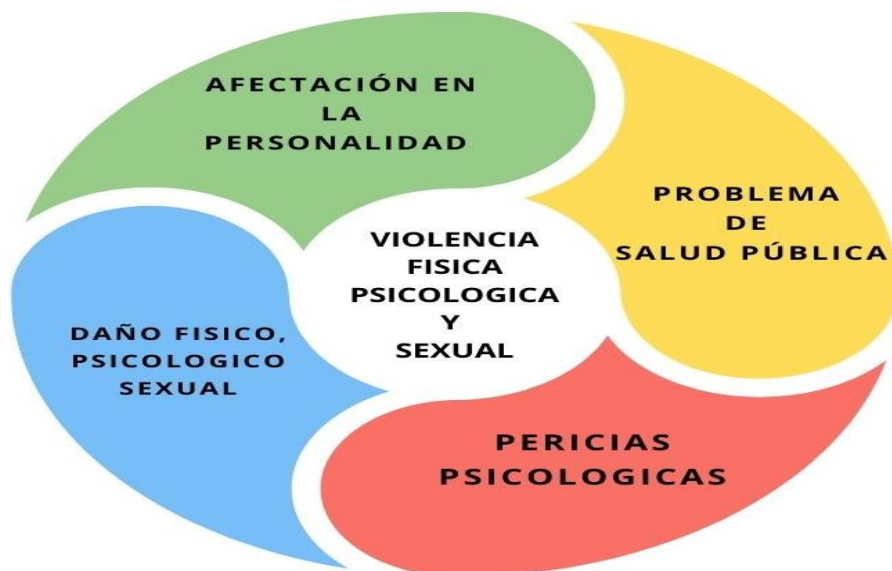 AFECTACIÓN EN
LA
PERSONALIDAD
PROBLEMA
DE
SALUD PÚBLICA
VIOLENCIA
FISICA
PSICOLOGICA
Y
SEXUAL
DAÑO FISICO,
PSICOLOGICO
SEXUAL
PERICIAS
PSICOLOGICAS